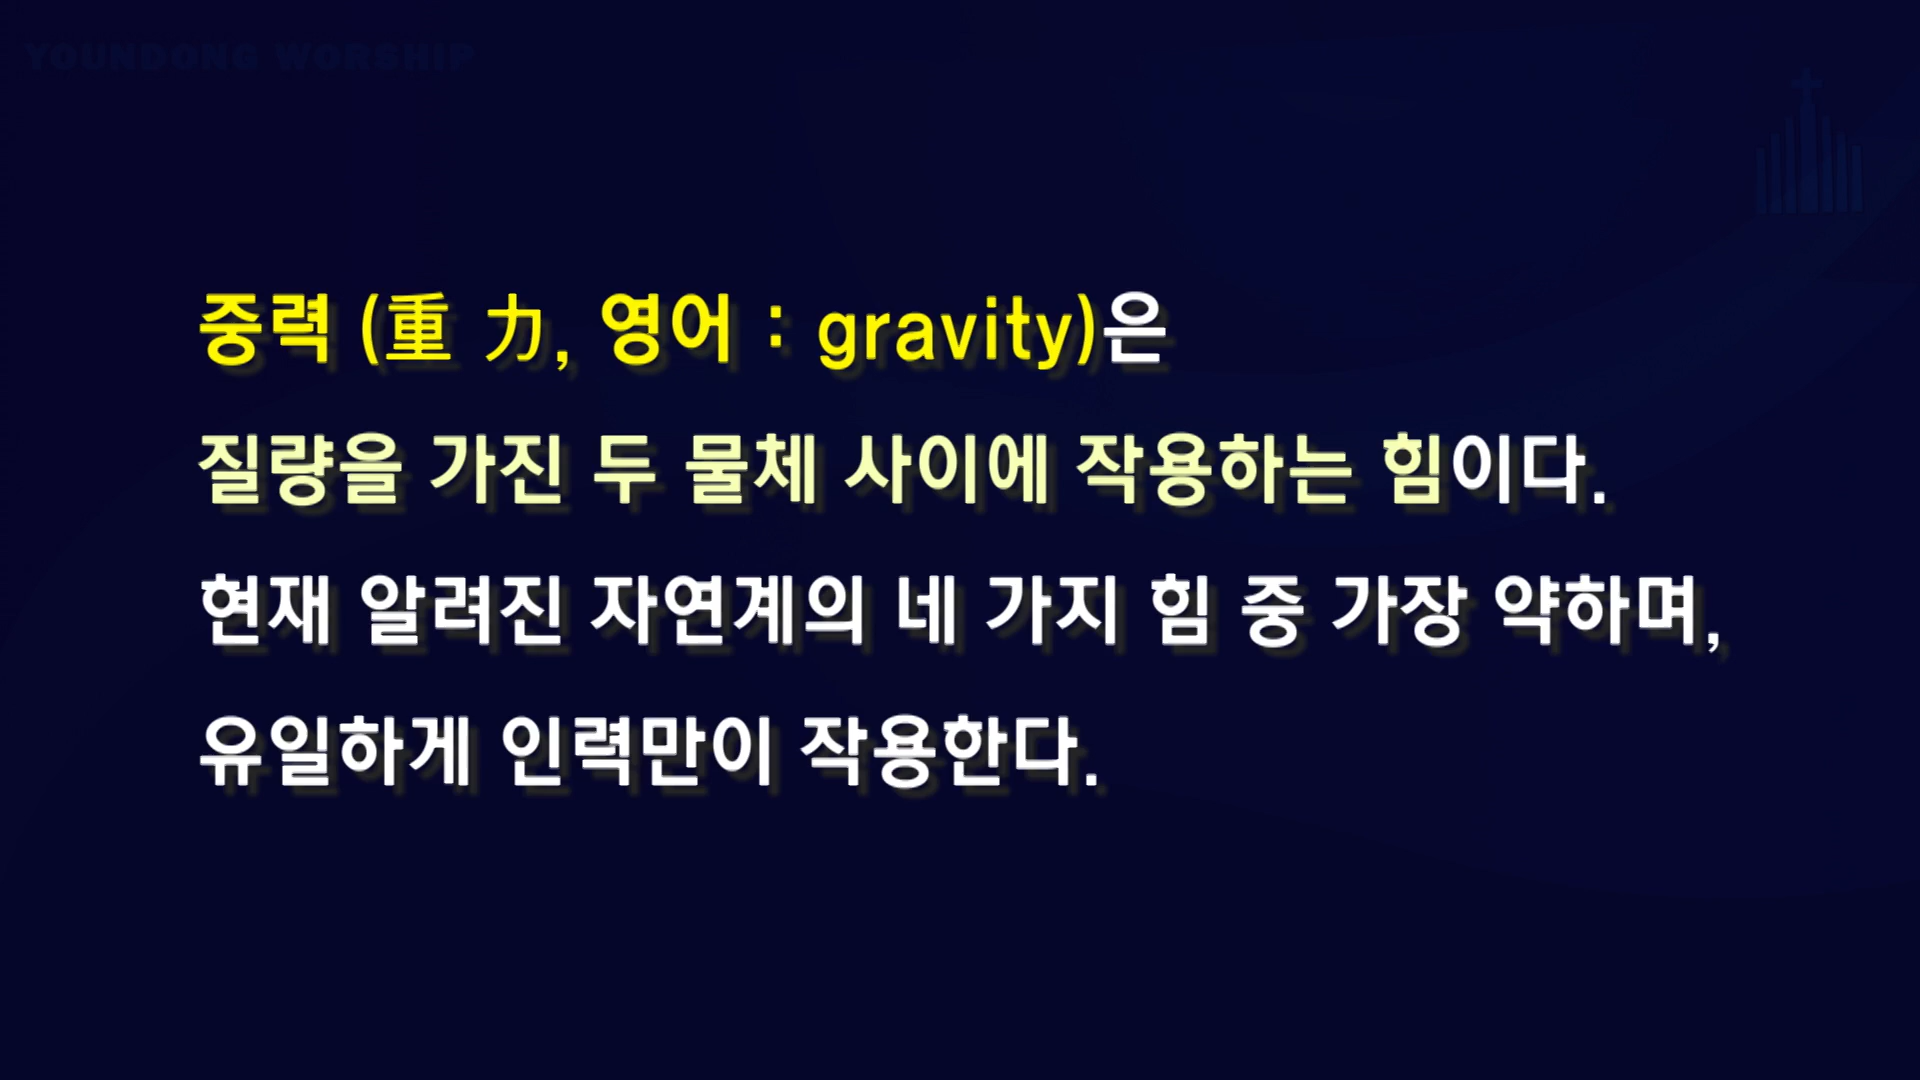 YOUNDONG WORSHIP
중력 (重 力, 영어 : gravity)은
질량을 가진 두 물체 사이에 작용하는 힘이다.
현재 알려진 자연계의 네 가지 힘 중 가장 약하며,
유일하게 인력만이 작용한다.